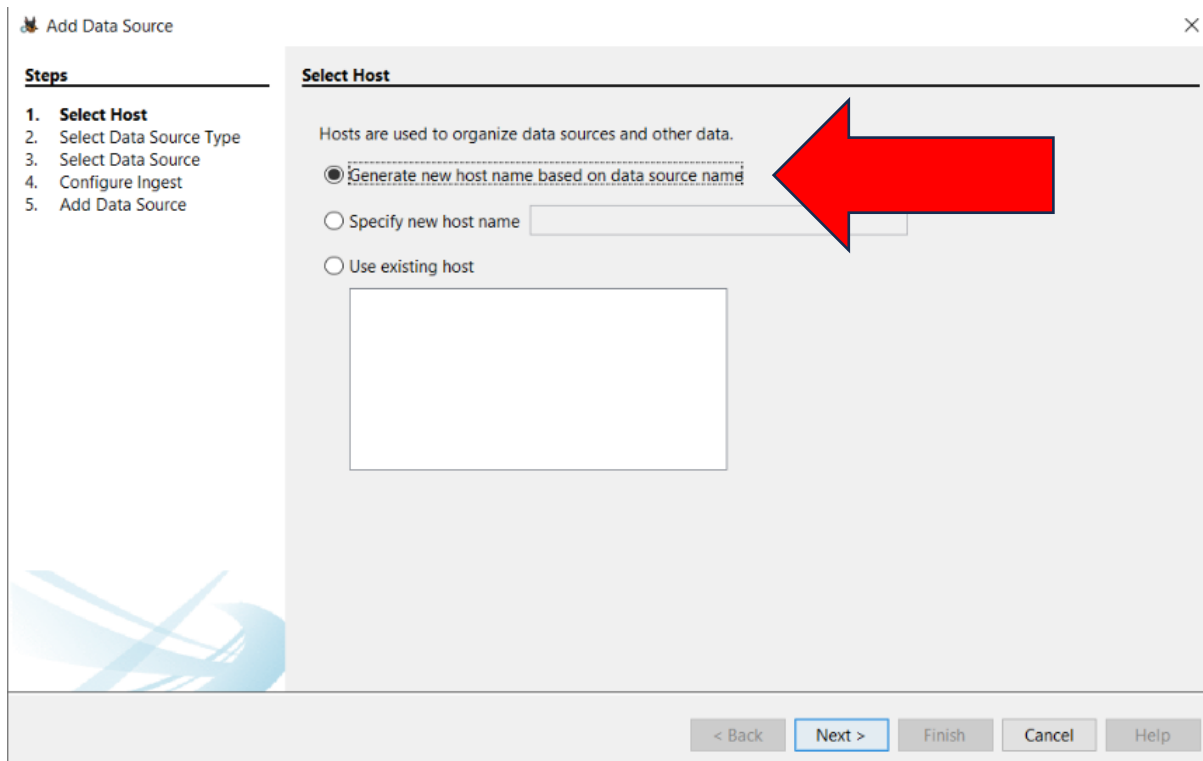 Add Data Source
Steps
1. Select Host
2. Select Data Source Type
3. Select Data Source
4. Configure Ingest
5. Add Data Source
Select Host
Hosts are used to organize data sources and other data.
Generate new host name based on data source name
Specify new host name
Use existing host
< Back
Next >
Finish
Cancel
Help